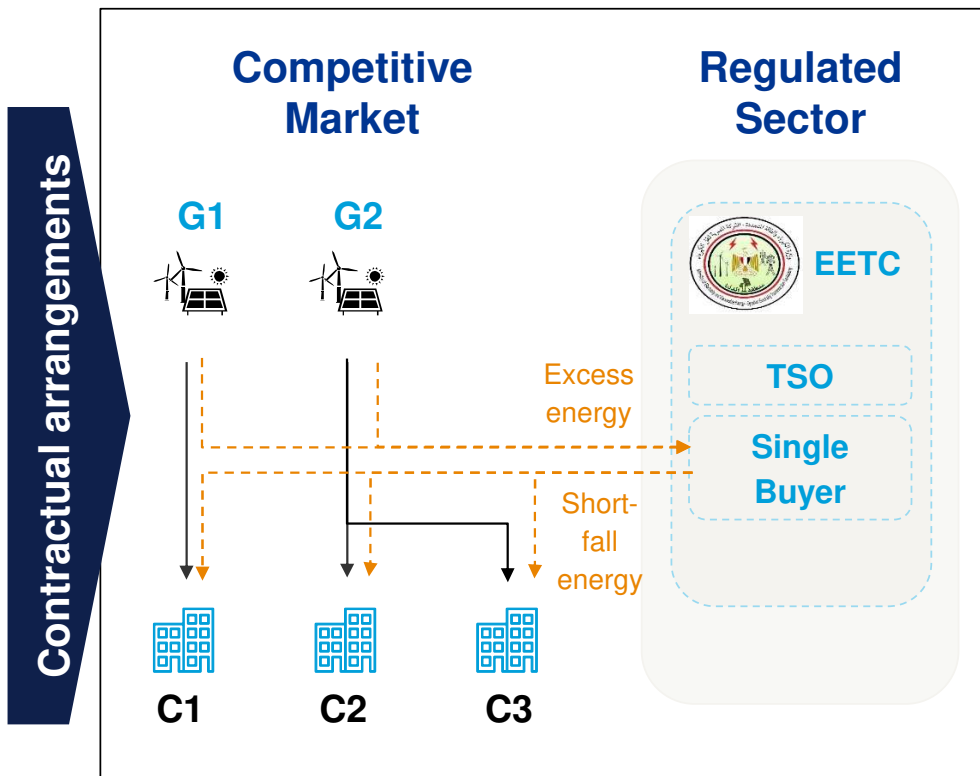 Contractual arrangements
Competitive
Market
Regulated
Sector
G1
G2
EETC
TSO
Excess
energy
Single
Buyer
Short-
fall
energy
C1
C2
C3